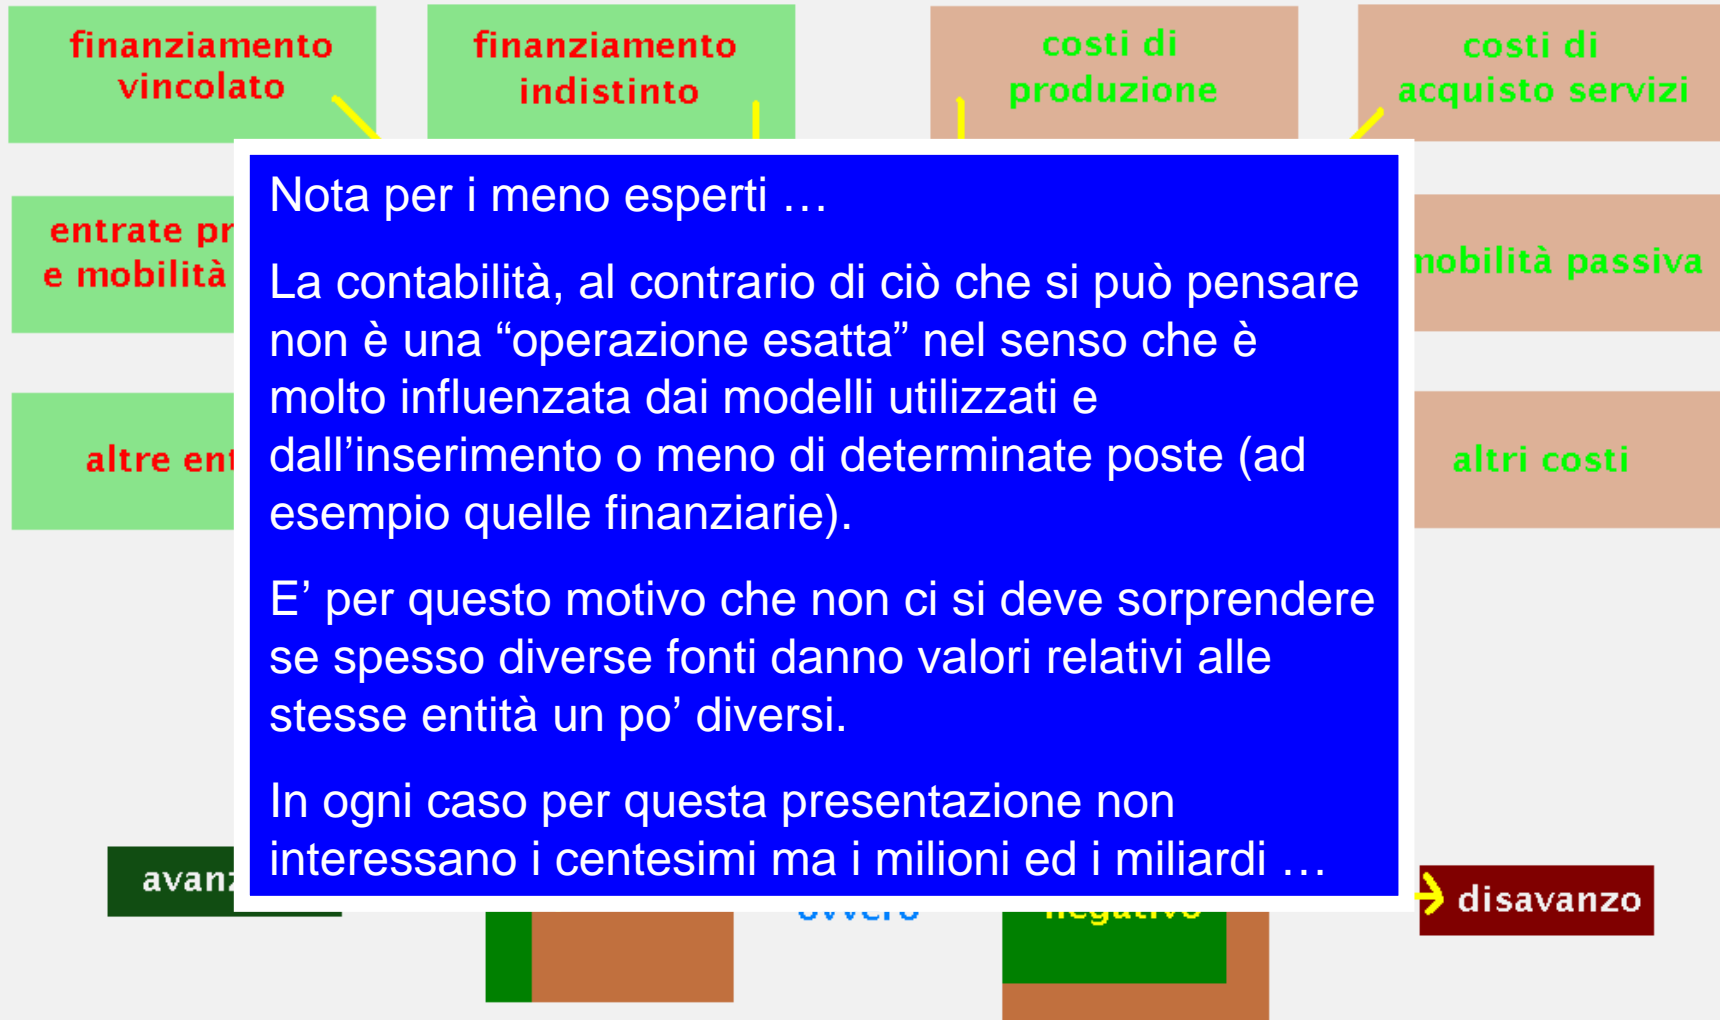 finanziamento
vincolato
finanziamento
indistinto
costi di
produzione
costi di
acquisto servizi
entrate
e mobilità
mobilità passiva
altre
altri costi
Nota per i meno esperti …
La contabilità, al contrario di ciò che si può pensare
non è una “operazione esatta” nel senso che è
molto influenzata dai modelli utilizzati e
dall’inserimento o meno di determinate poste (ad
esempio quelle finanziarie).
E’ per questo motivo che non ci si deve sorprendere
se spesso diverse fonti danno valori relativi alle
stesse entità un po’ diversi.
In ogni caso per questa presentazione non
interessano i centesimi ma i milioni ed i miliardi …
ovvero
negativo
disavanzo